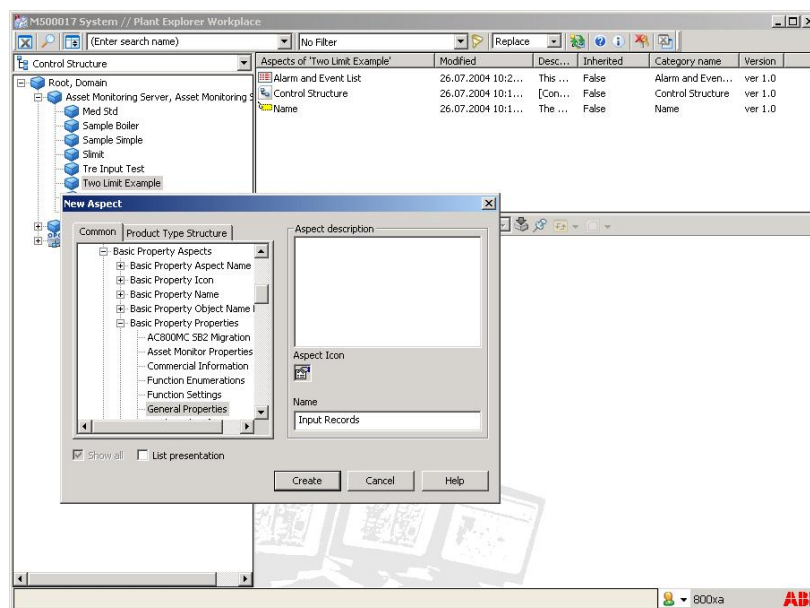 M500017 System // Plant Explorer Workplace
(Enter search name)
No Filter
Replace
Control Structure
Root, Domain
Asset Monitoring Server, Asset Monitoring S
Med Std
Sample Boiler
Sample Simple
Slimit
Tre Input Test
Two Limit Example
Aspects of 'Two Limit Example' Modified Desc... Inherited Category name Version
Alarm and Event List 26.07.2004 10:2... This ... False Alarm and Even... ver 1.0
Control Structure 26.07.2004 10:1... [Con... False Control Structure ver 1.0
Name 26.07.2004 10:1... The ... False Name ver 1.0
New Aspect
Common
Product Type Structure
Basic Property Aspects
Basic Property Aspect Name
Basic Property Icon
Basic Property Name
Basic Property Object Name
Basic Property Properties
AC800MC SB2 Migration
Asset Monitor Properties
Commercial Information
Function Enumerations
Function Settings
General Properties
Aspect description
Aspect Icon
Name
Input Records
Show all
List presentation
Create
Cancel
Help
800xa